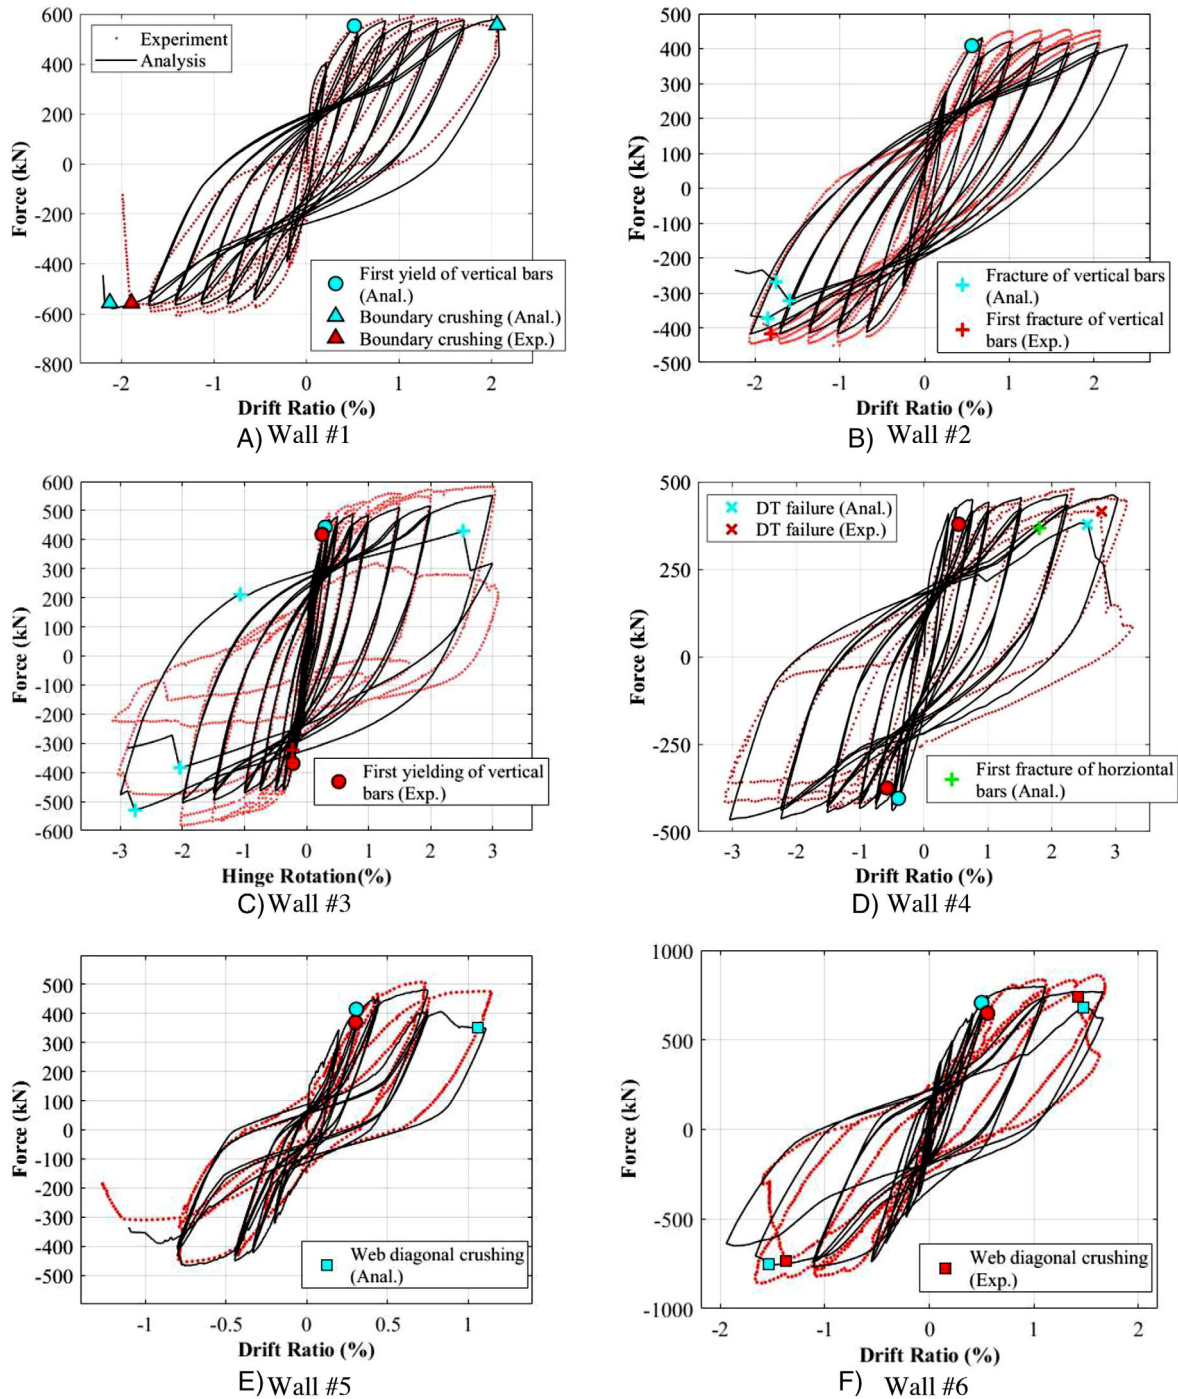 800
600
400
200
0
-200
-400
-600
-800
Force (kN)
Experiment
Analysis
First yield of vertical bars
(Anal.)
Boundary crushing (Anal.)
Boundary crushing (Exp.)
-2
-1
0
1
2
Drift Ratio (%)
A) Wall #1
500
400
300
200
100
0
-100
-200
-300
-400
-500
Force (kN)
Fracture of vertical bars
(Anal.)
First fracture of vertical
bars (Exp.)
-2
-1
0
1
2
Drift Ratio (%)
B) Wall #2
600
500
400
300
200
100
0
-100
-200
-300
-400
-500
-600
Force (kN)
First yielding of vertical
bars (Exp.)
-3
-2
-1
0
1
2
3
Hinge Rotation(%)
C) Wall #3
500
250
0
-250
-500
Force (kN)
DT failure (Anal.)
DT failure (Exp.)
First fracture of horziontal
bars (Anal.)
-3
-2
-1
0
1
2
3
Drift Ratio (%)
D) Wall #4
500
400
300
200
100
0
-100
-200
-300
-400
-500
Force (kN)
Web diagonal crushing
(Anal.)
-1
-0.5
0
0.5
1
Drift Ratio (%)
E) Wall #5
1000
500
0
-500
-1000
Force (kN)
Web diagonal crushing
(Exp.)
-2
-1
0
1
2
Drift Ratio (%)
F) Wall #6